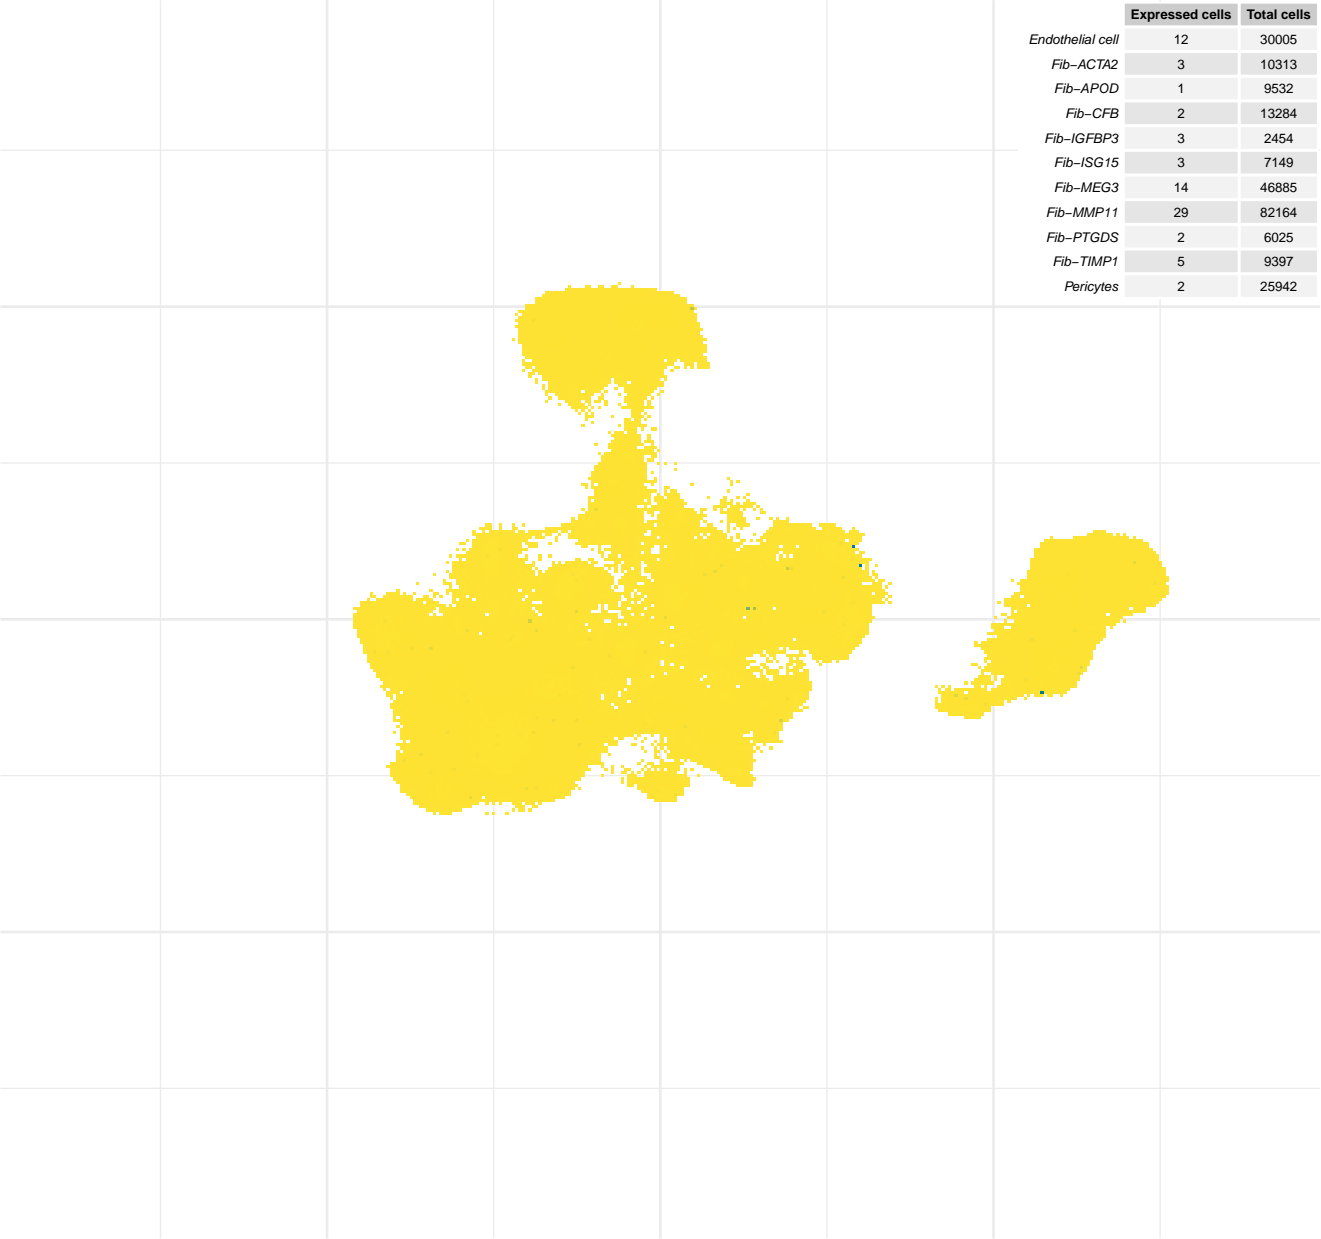 Expressed cells Total cells
Endothelial cell 12 30005
Fib−ACTA2 3 10313
Fib−APOD 1 9532
Fib−CFB 2 13284
Fib−IGFBP3 3 2454
Fib−ISG15 3 7149
Fib−MEG3 14 46885
Fib−MMP11 29 82164
Fib−PTGDS 2 6025
Fib−TIMP1 5 9397
Pericytes 2 25942